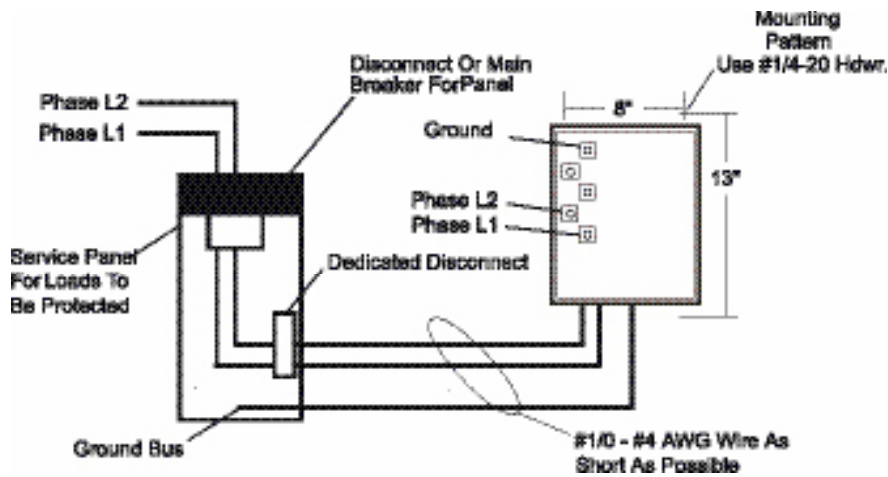 Mounting
Pattern
Use #1/4-20 Hdwr.
Disconnect Or Main
Breaker ForPanel
Phase L2
Phase L1
8"
Ground
13"
Phase L2
Phase L1
Service Panel
For Loads To
Be Protected
Dedicated Disconnect
Ground Bus
#1/0 - #4 AWG Wire As
Short As Possible